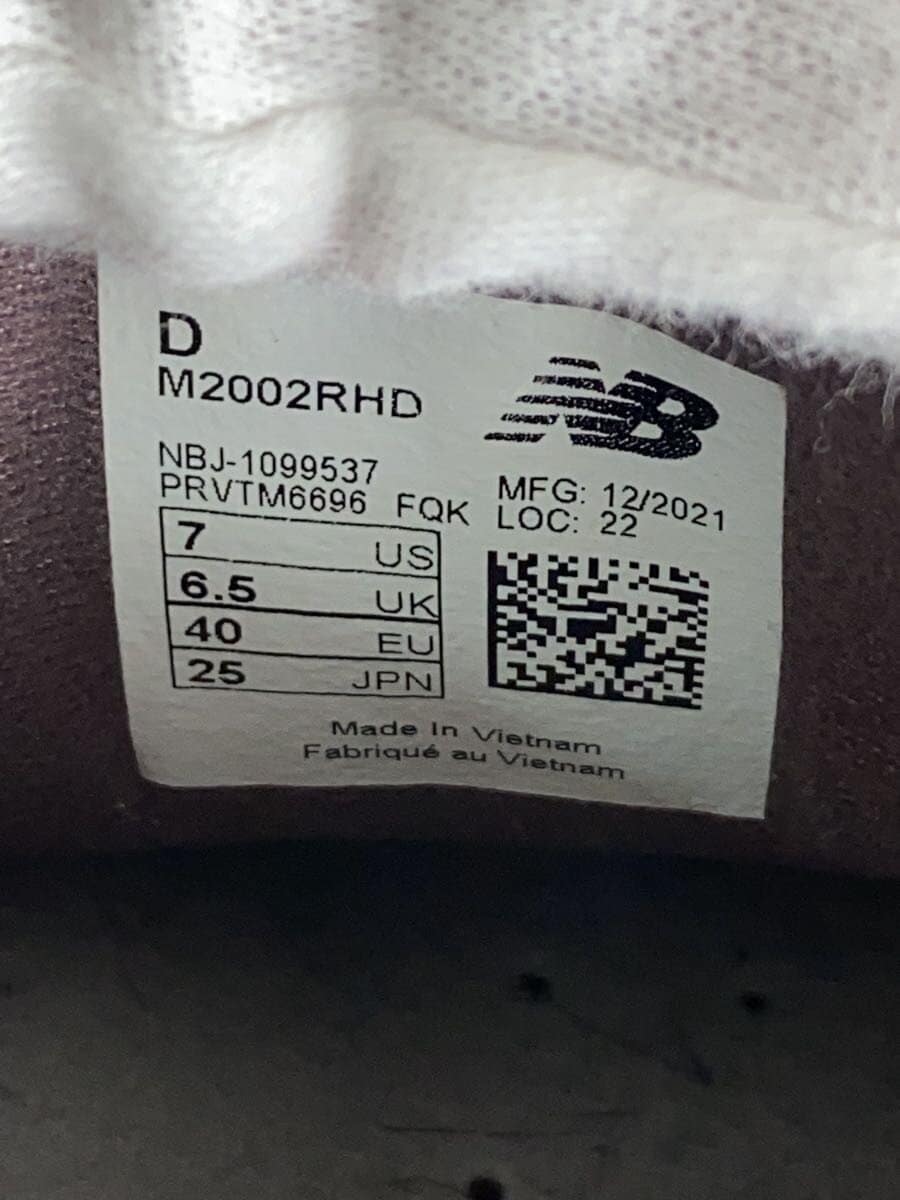 D
M2002RHD
NB
NBJ-1099537
PRVTM6696 FQK
MFG: 12/2021
LOC: 22
7 US
6.5 UK
40 EU
25 JPN
Made In Vietnam
Fabriqué au Vietnam